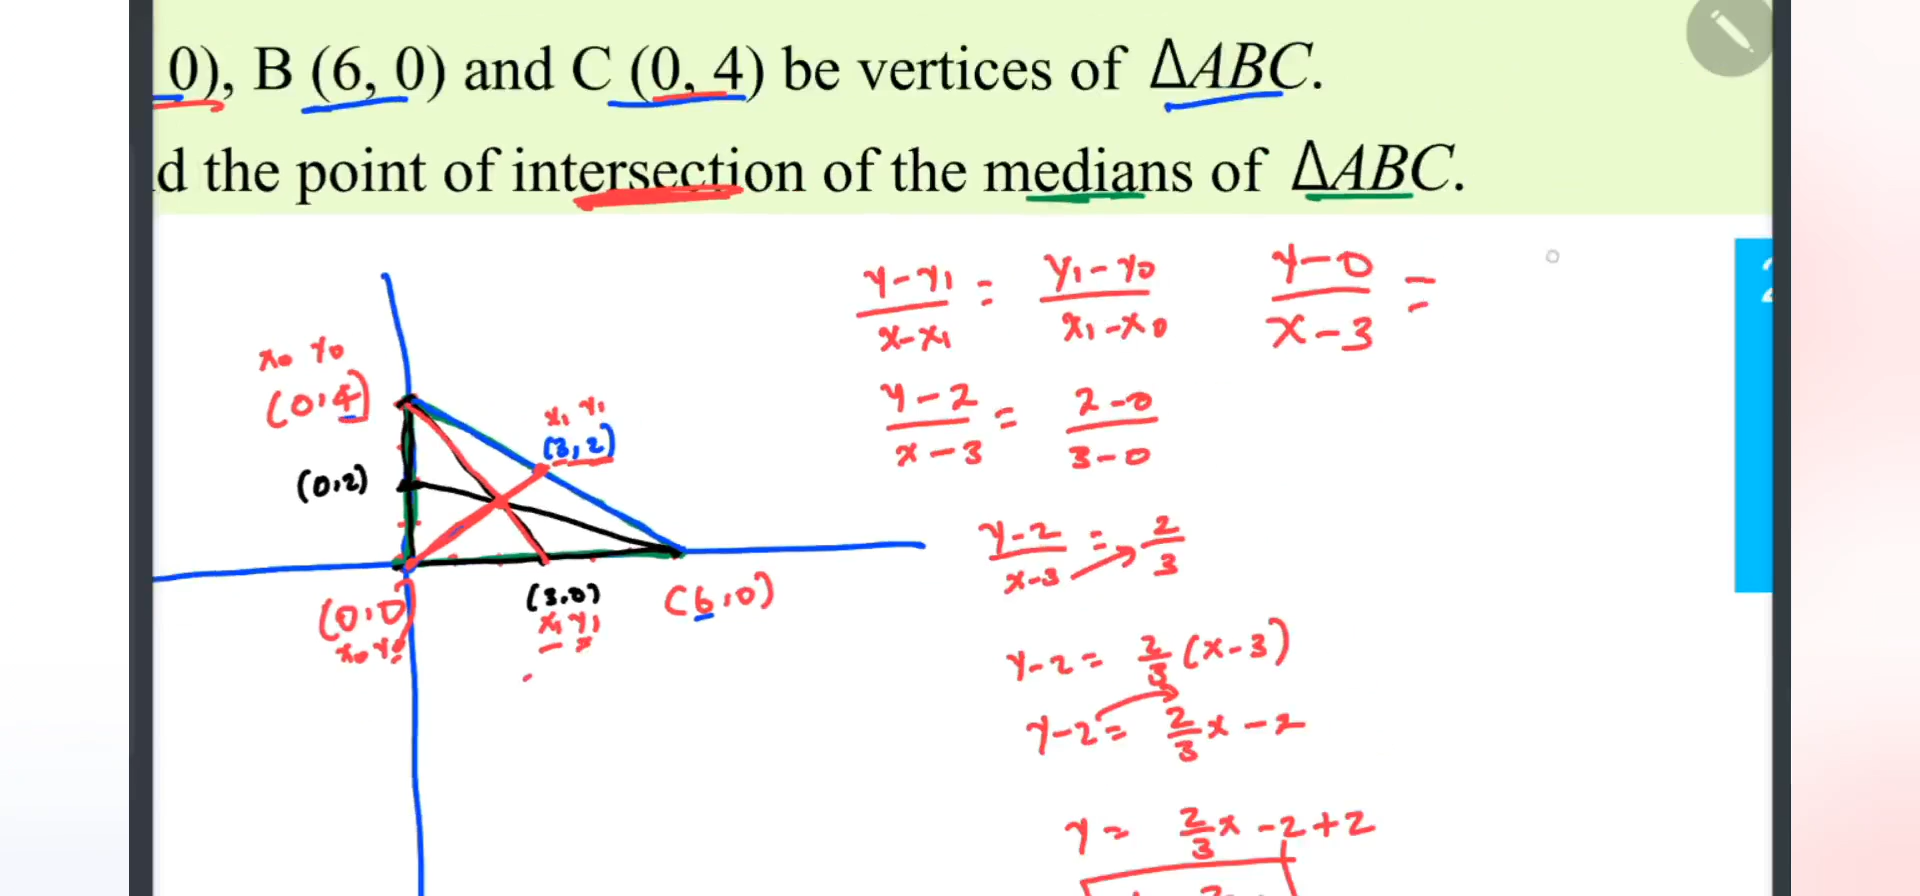 0), B (6, 0) and C (0, 4) be vertices of ΔABC.
d the point of intersection of the medians of ΔABC.
x0 y0
(0,4)
x1 y1
(3,2)
(0,2)
(0,0)
x0 y0
(3,0)
x1 y1
(6,0)
y-y1/x-x1 = y1-y0/x1-x0
y-2/x-3 = 2-0/3-0
y-2/x-3 = 2/3
y-2 = 2/3(x-3)
y-2 = 2/3x -2
y = 2/3x -2+2
y-0/x-3 =